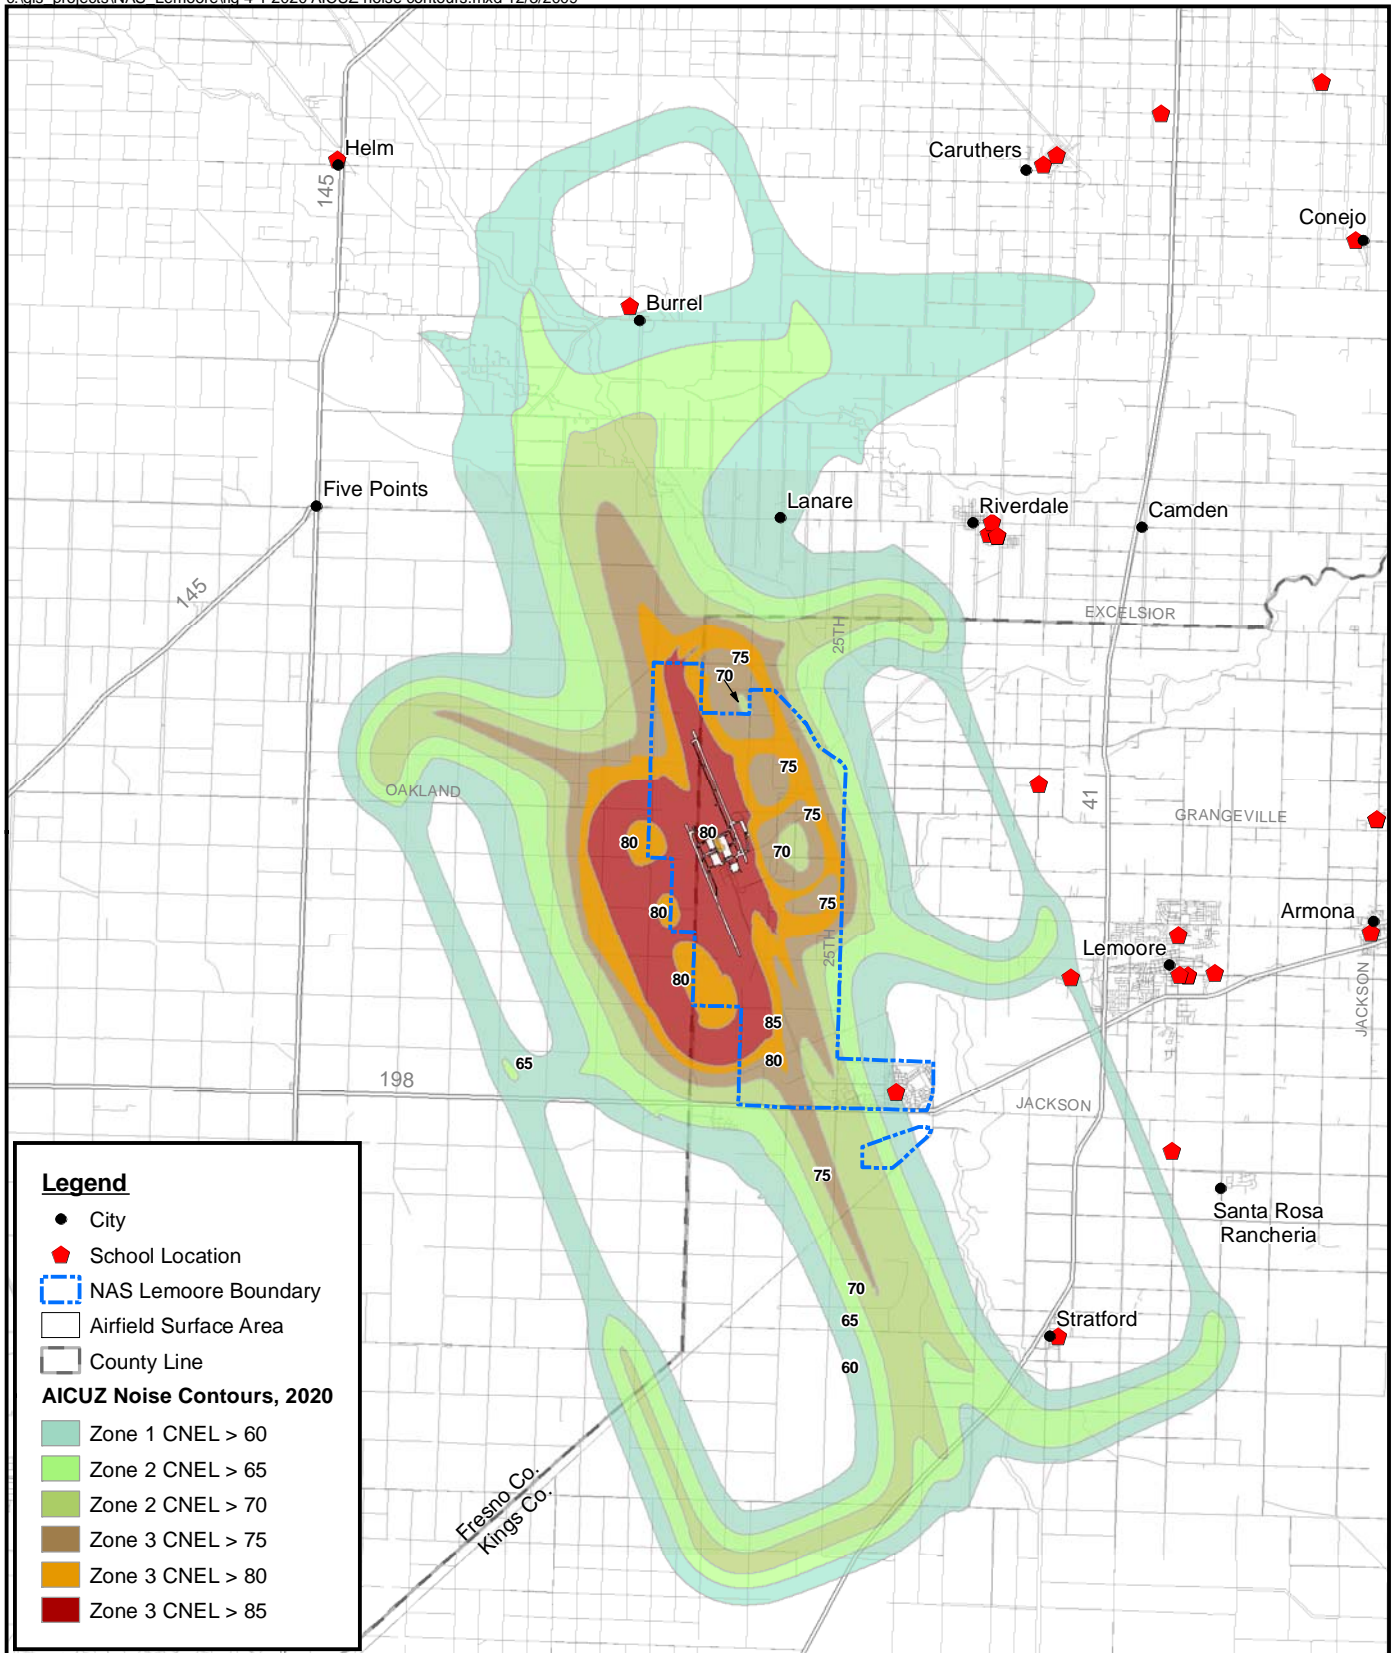 Helm
145
Caruthers
Conejo
Burrel
Five Points
Lanare
Riverdale
Camden
145
EXCELSIOR
25TH
75
70
75
OAKLAND
41
75
GRANGEVILLE
80
80
70
75
80
Armona
25TH
Lemoore
80
JACKSON
85
80
65
198
JACKSON
75
Santa Rosa
Rancheria
70
65
60
Stratford
Fresno Co.
Kings Co.
Legend
City
School Location
NAS Lemoore Boundary
Airfield Surface Area
County Line
AICUZ Noise Contours, 2020
Zone 1 CNEL > 60
Zone 2 CNEL > 65
Zone 2 CNEL > 70
Zone 3 CNEL > 75
Zone 3 CNEL > 80
Zone 3 CNEL > 85